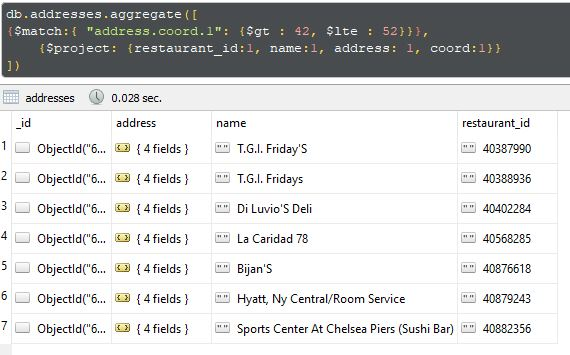 db.addresses.aggregate([
{$match:{ "address.coord.1": {$gt : 42, $lte : 52}}},
{$project: {restaurant_id:1, name:1, address: 1, coord:1}}
])
addresses 0.028 sec.
_id address name restaurant_id
1 ObjectId("6... { 4 fields } T.G.I. Friday'S 40387990
2 ObjectId("6... { 4 fields } T.G.I. Fridays 40388936
3 ObjectId("6... { 4 fields } Di Luvio'S Deli 40402284
4 ObjectId("6... { 4 fields } La Caridad 78 40568285
5 ObjectId("6... { 4 fields } Bijan'S 40876618
6 ObjectId("6... { 4 fields } Hyatt, Ny Central/Room Service 40879243
7 ObjectId("6... { 4 fields } Sports Center At Chelsea Piers (Sushi Bar) 40882356